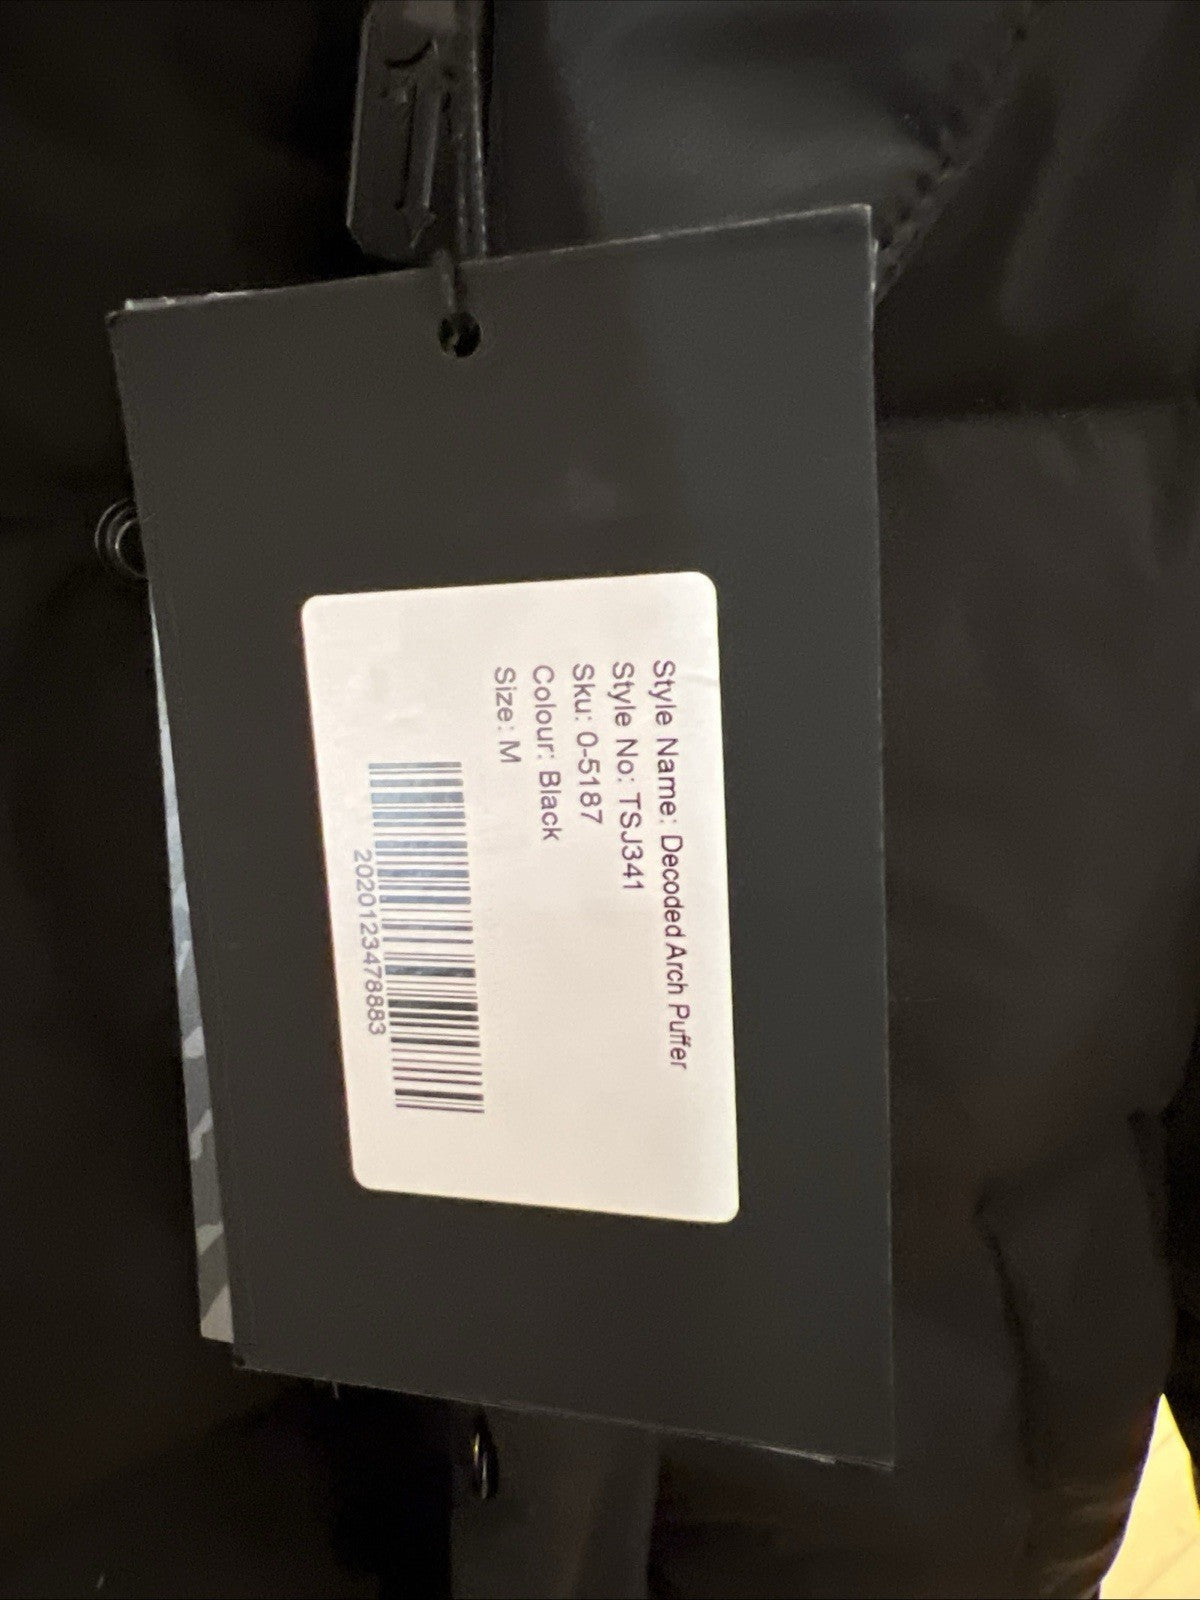 Style Name: Decoded Arch Puffer
Style No: TSJ341
Sku: 0-5187
Colour: Black
Size: M
2020123478883